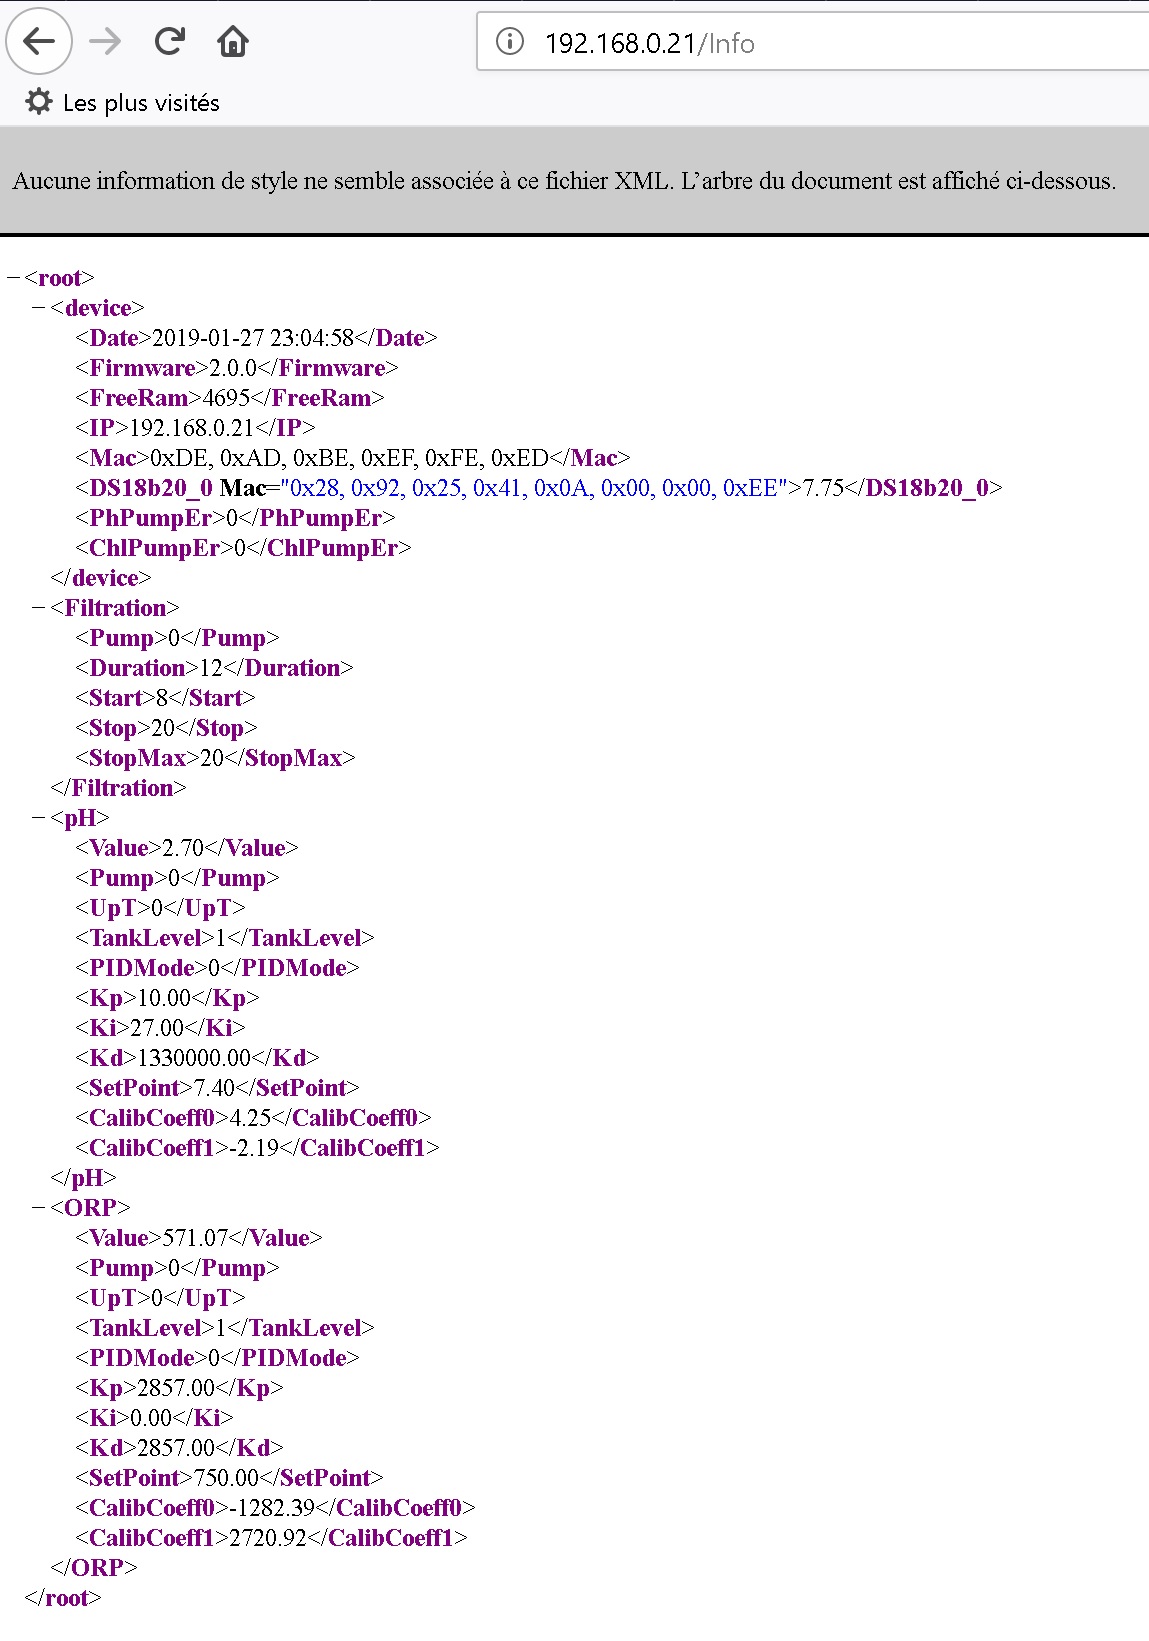 192.168.0.21/Info
Les plus visités
Aucune information de style ne semble associée à ce fichier XML. L’arbre du document est affiché ci-dessous.
−<root>
−<device>
<Date>2019-01-27 23:04:58</Date>
<Firmware>2.0.0</Firmware>
<FreeRam>4695</FreeRam>
<IP>192.168.0.21</IP>
<Mac>0xDE, 0xAD, 0xBE, 0xEF, 0xFE, 0xED</Mac>
<DS18b20_0 Mac="0x28, 0x92, 0x25, 0x41, 0x0A, 0x00, 0x00, 0xEE">7.75</DS18b20_0>
<PhPumpEr>0</PhPumpEr>
<ChlPumpEr>0</ChlPumpEr>
</device>
−<Filtration>
<Pump>0</Pump>
<Duration>12</Duration>
<Start>8</Start>
<Stop>20</Stop>
<StopMax>20</StopMax>
</Filtration>
−<pH>
<Value>2.70</Value>
<Pump>0</Pump>
<UpT>0</UpT>
<TankLevel>1</TankLevel>
<PIDMode>0</PIDMode>
<Kp>10.00</Kp>
<Ki>27.00</Ki>
<Kd>1330000.00</Kd>
<SetPoint>7.40</SetPoint>
<CalibCoeff0>4.25</CalibCoeff0>
<CalibCoeff1>-2.19</CalibCoeff1>
</pH>
−<ORP>
<Value>571.07</Value>
<Pump>0</Pump>
<UpT>0</UpT>
<TankLevel>1</TankLevel>
<PIDMode>0</PIDMode>
<Kp>2857.00</Kp>
<Ki>0.00</Ki>
<Kd>2857.00</Kd>
<SetPoint>750.00</SetPoint>
<CalibCoeff0>-1282.39</CalibCoeff0>
<CalibCoeff1>2720.92</CalibCoeff1>
</ORP>
</root>